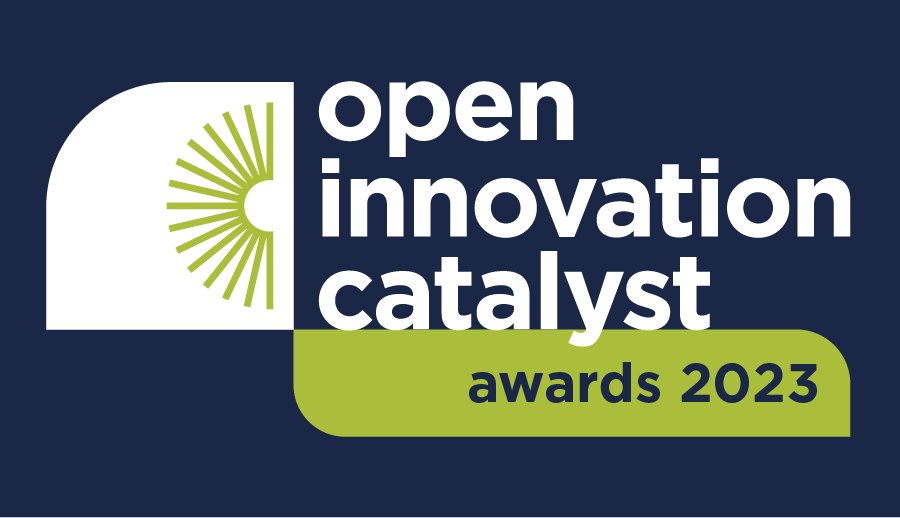 open
innovation
catalyst
awards 2023